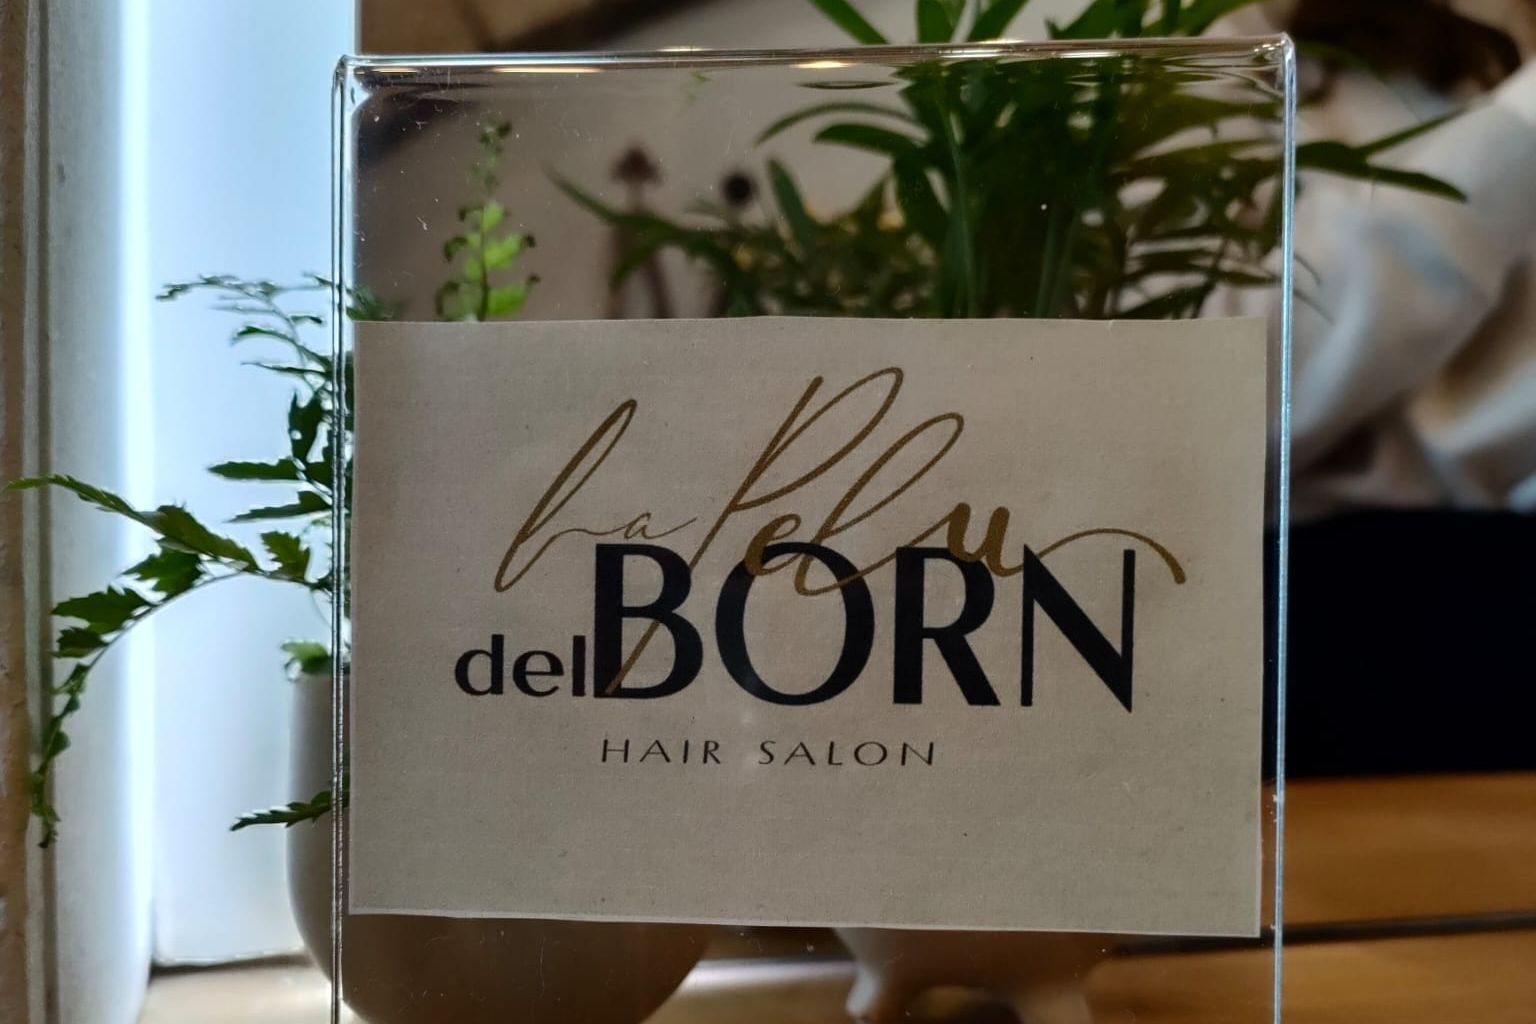 la Pelu
del BORN
HAIR SALON